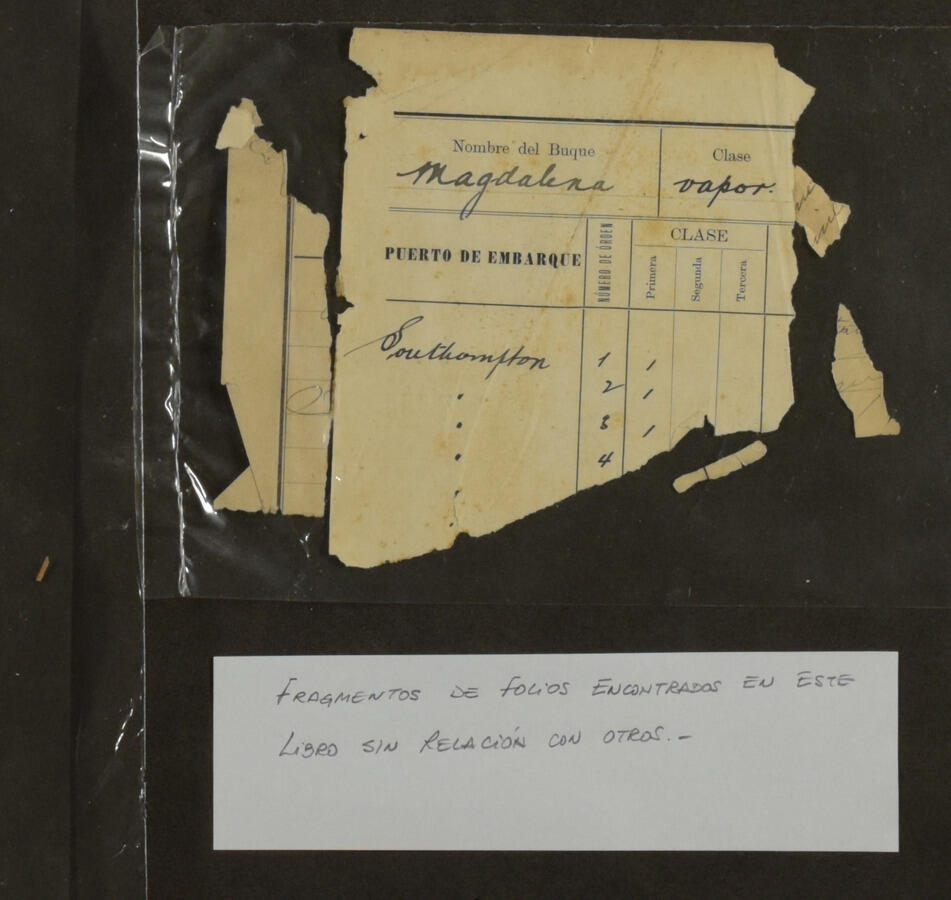 Nombre del Buque
Clase
Magdalena
vapor.
PUERTO DE EMBARQUE
NÚMERO DE ÓRDEN
CLASE
Primera
Segunda
Tercera
Southampton 1 1
" 2 1
" 3 1
" 4
"
"
FRAGMENTOS DE FOLIOS ENCONTRADOS EN ESTE
LIBRO SIN RELACIÓN CON OTROS.-